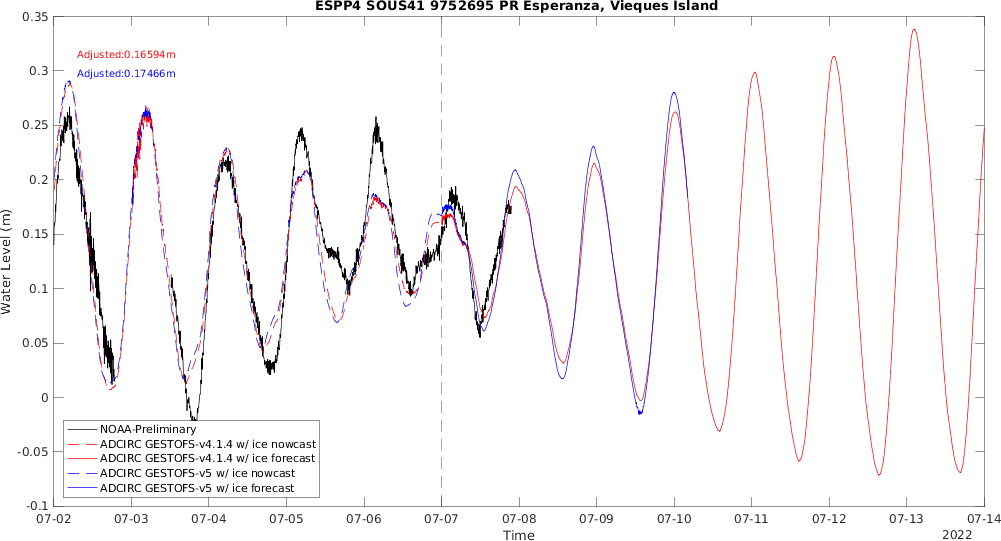 ESPP4 SOUS41 9752695 PR Esperanza, Vieques Island
Adjusted:0.16594m
Adjusted:0.17466m
Water Level (m)
0.35
0.3
0.25
0.2
0.15
0.1
0.05
0
-0.05
-0.1
NOAA-Preliminary
ADCIRC GESTOFS-v4.1.4 w/ ice nowcast
ADCIRC GESTOFS-v4.1.4 w/ ice forecast
ADCIRC GESTOFS-v5 w/ ice nowcast
ADCIRC GESTOFS-v5 w/ ice forecast
07-02 07-03 07-04 07-05 07-06 07-07 07-08 07-09 07-10 07-11 07-12 07-13 07-14
Time
2022